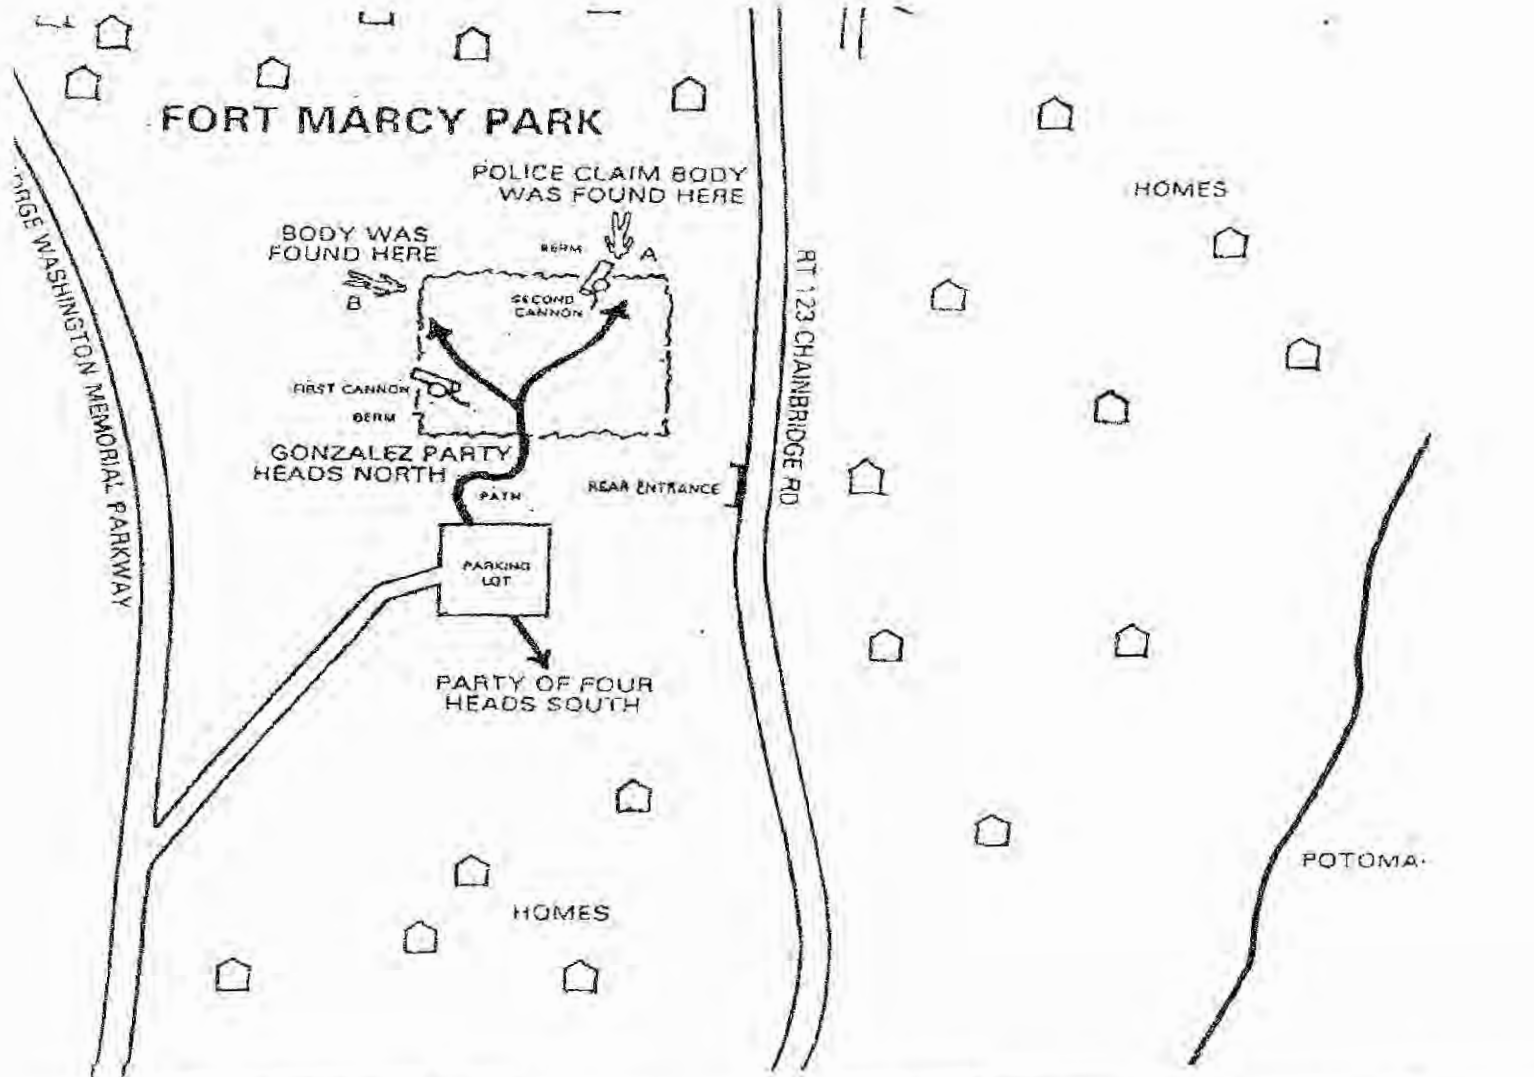 FORT MARCY PARK
POLICE CLAIM BODY
WAS FOUND HERE
HOMES
BODY WAS
FOUND HERE
BERM
A
B
SECOND
CANNON
FIRST CANNON
BERM
GONZALEZ PARTY
HEADS NORTH
PATH
REAR ENTRANCE
RT 123 CHAINBRIDGE RD
ORGE WASHINGTON MEMORIAL PARKWAY
PARKING
LOT
PARTY OF FOUR
HEADS SOUTH
POTOMA
HOMES